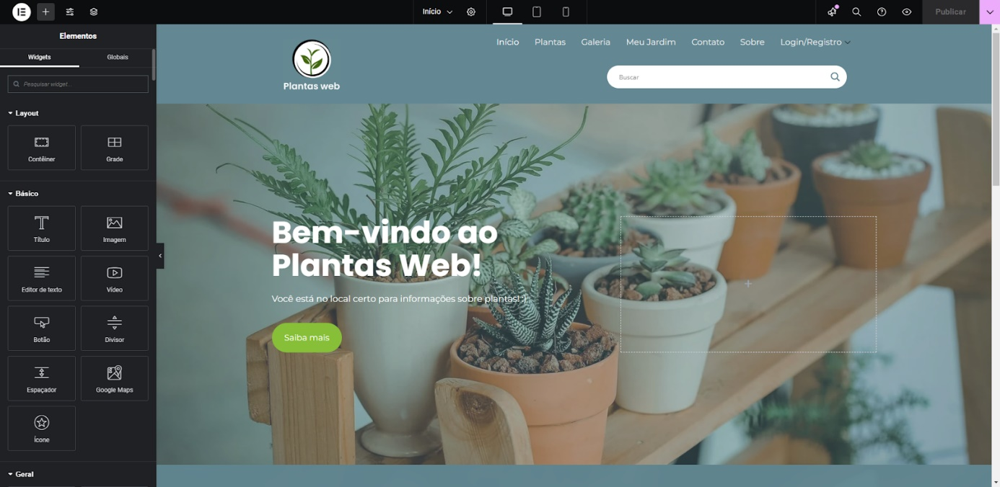 Elementos
Início
Publicar
Widgets
Globais
Pesquisar widget...
Layout
Contêiner
Grade
Básico
Título
Imagem
Editor de texto
Vídeo
Botão
Divisor
Espaçador
Google Maps
Ícone
Geral
Plantas web
Início
Plantas
Galeria
Meu Jardim
Contato
Sobre
Login/Registro
Buscar
Bem-vindo ao
Plantas Web!
Você está no local certo para informações sobre plantas! :)
Saiba mais